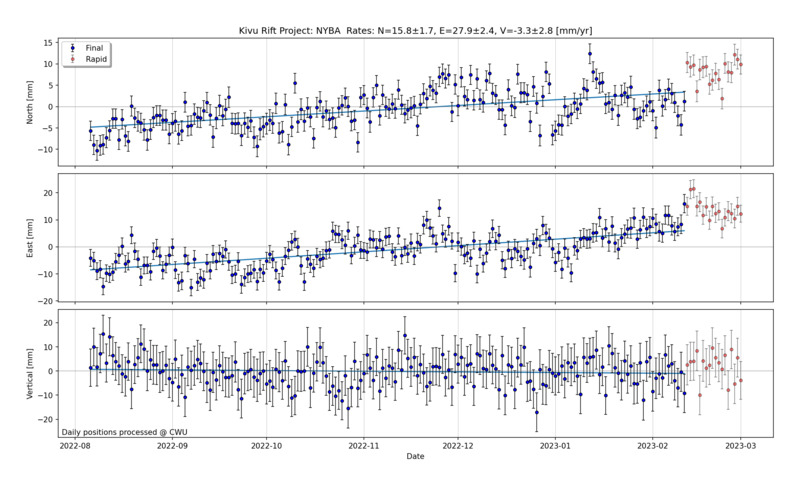 Kivu Rift Project: NYBA Rates: N=15.8±1.7, E=27.9±2.4, V=-3.3±2.8 [mm/yr]
Final
Rapid
North [mm]
15
10
5
0
−5
−10
East [mm]
20
10
0
−10
−20
Vertical [mm]
20
10
0
−10
−20
Daily positions processed @ CWU
2022-08 2022-09 2022-10 2022-11 2022-12 2023-01 2023-02 2023-03
Date